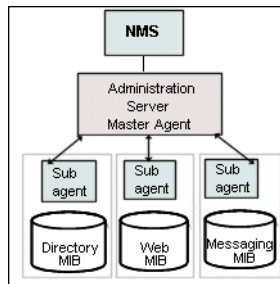 NMS
Administration
Server
Master Agent
Sub
agent
Sub
agent
Sub
agent
Directory
MIB
Web
MIB
Messaging
MIB